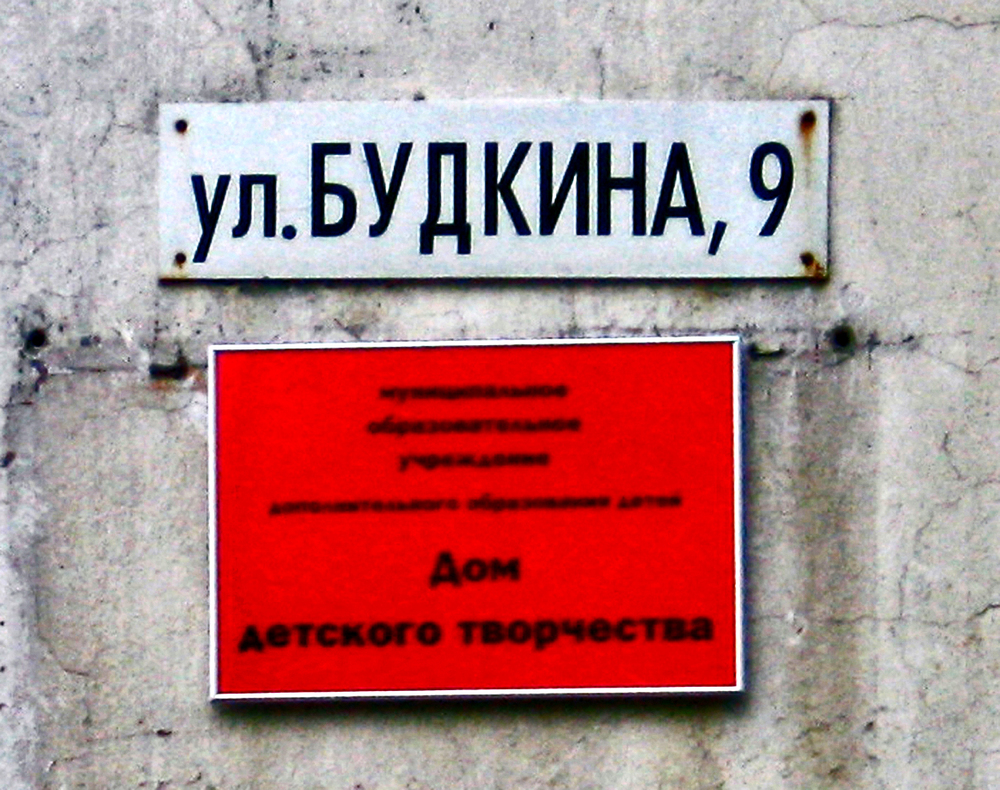 ул. БУДКИНА, 9
муниципальное
образовательное
учреждение
дополнительного образования детей
Дом
детского творчества